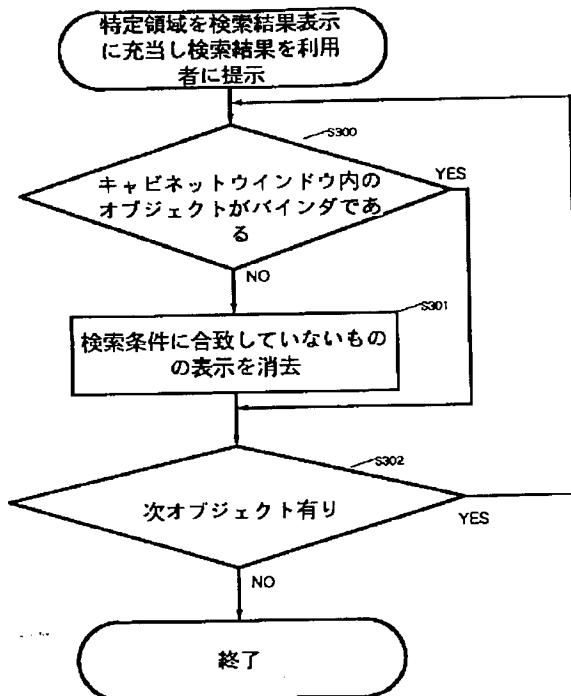 特定領域を検索結果表示
に充当し検索結果を利用
者に提示
S300
キャビネットウインドウ内の
オブジェクトがバインダであ
る
YES
NO
S301
検索条件に合致していないもの
の表示を消去
S302
次オブジェクト有り
YES
NO
終了